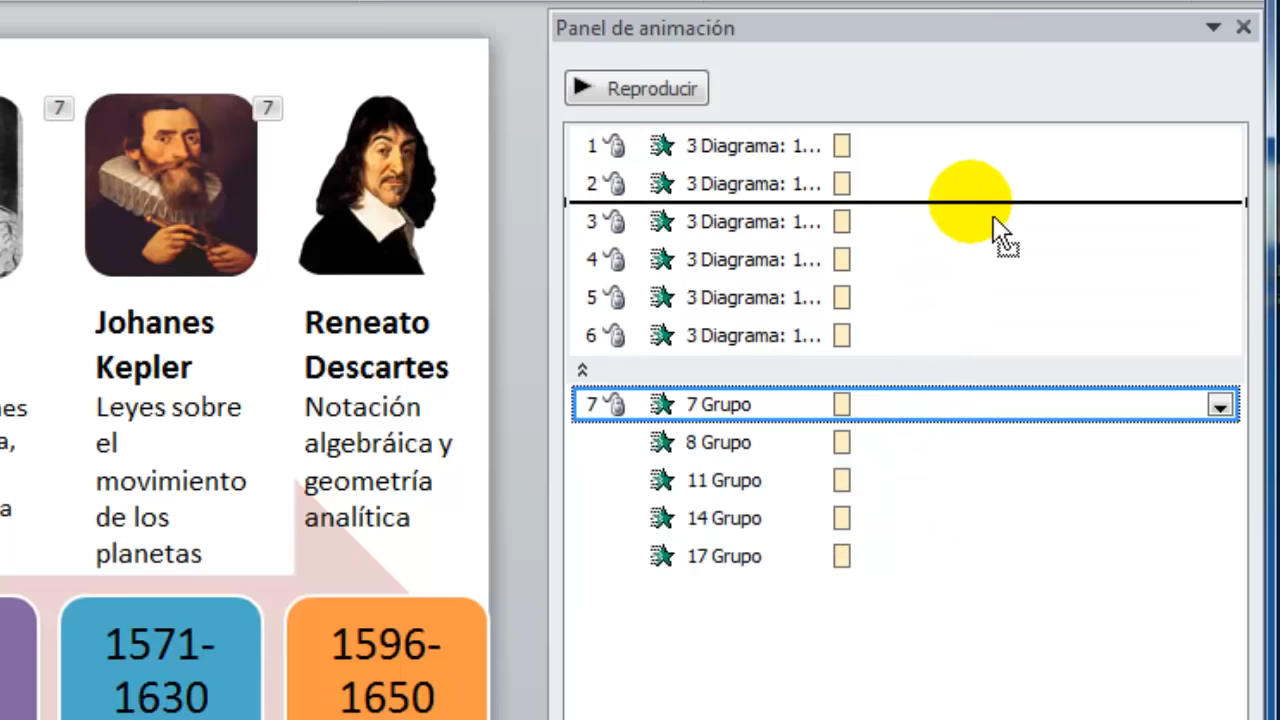 Panel de animación
Reproducir
7
7
1 3 Diagrama: 1...
2 3 Diagrama: 1...
3 3 Diagrama: 1...
4 3 Diagrama: 1...
5 3 Diagrama: 1...
6 3 Diagrama: 1...
7 7 Grupo
8 Grupo
11 Grupo
14 Grupo
17 Grupo
Johanes
Kepler
Leyes sobre
el
movimiento
de los
planetas
Reneato
Descartes
Notación
algebráica y
geometría
analítica
1571-
1630
1596-
1650